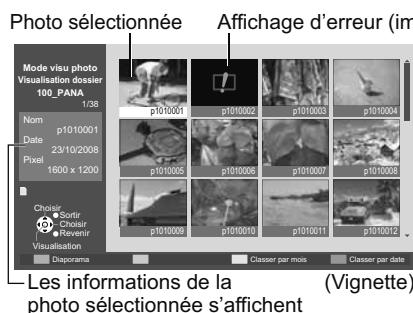 Photo sélectionnée
Affichage d'erreur (im
Mode visu photo
Visualisation dossier
100_PANA
1/38
Nom
p1010001
Date
23/10/2008
Pixel
1600 x 1200
Choisir
Sortir
Choisir
Revenir
Visualisation
p1010001 p1010002 p1010003 p1010004
p1010005 p1010006 p1010007 p1010008
p1010009 p1010010 p1010011 p1010012
Diaporama
Classer par mois
Classer par date
Les informations de la
photo sélectionnée s'affichent
(Vignette)